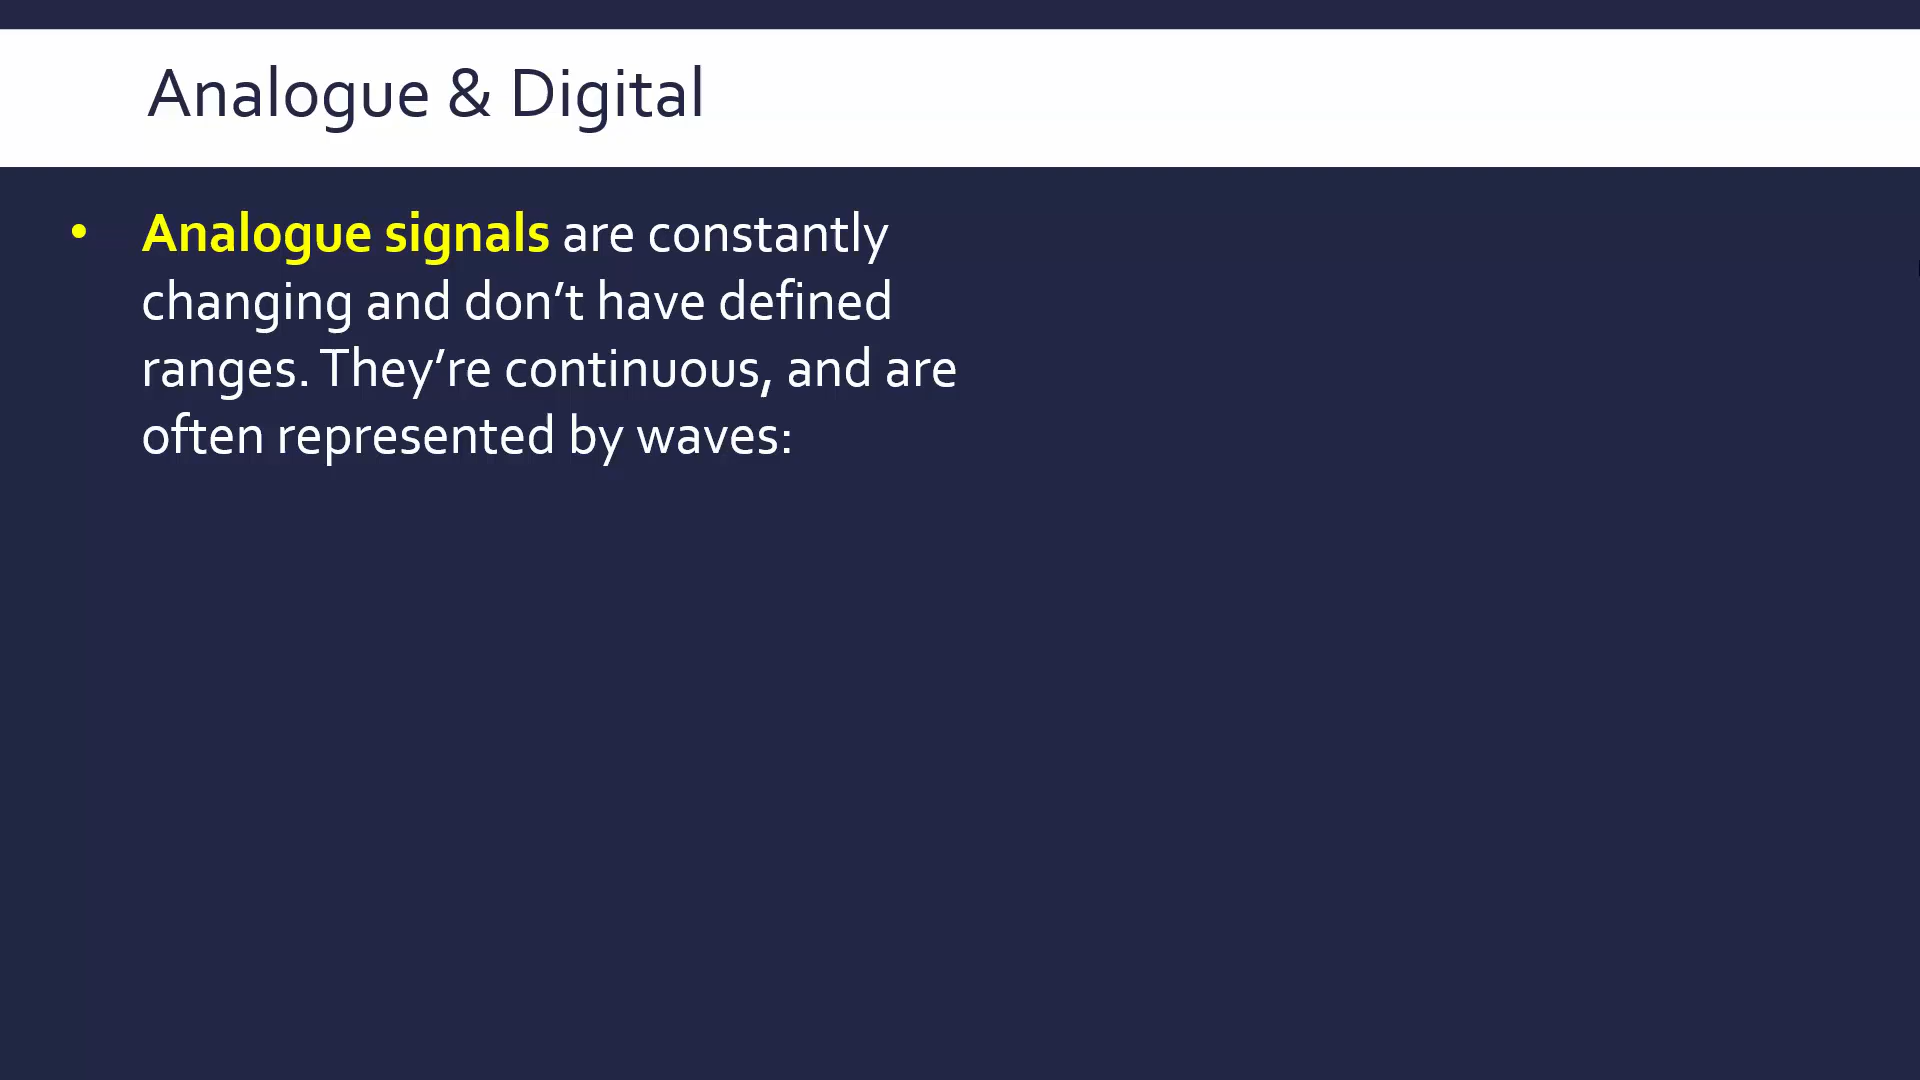 Analogue & Digital
• Analogue signals are constantly
changing and don’t have defined
ranges. They’re continuous, and are
often represented by waves: